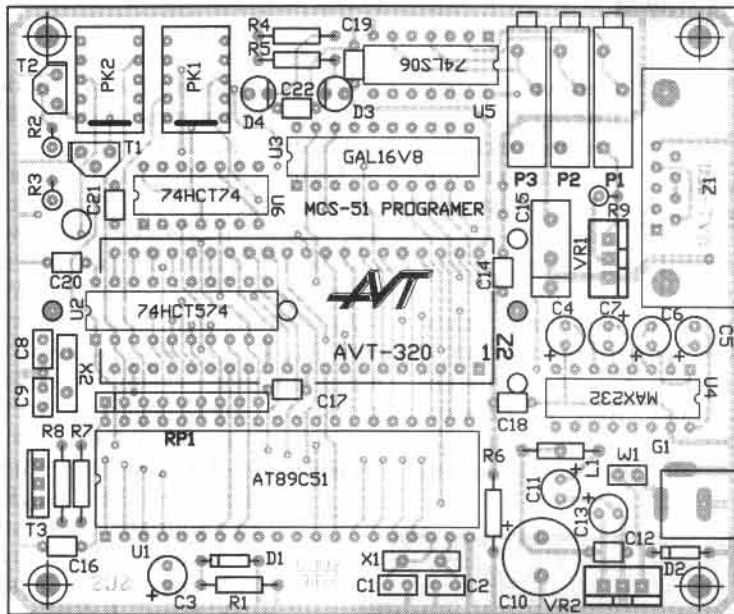 R4
C19
R5
74LS06
P3
P2
P1
T2
PK2
PK1
C22
D4
D3
U5
R2
T1
U3
GAL16V8
Z1
R3
C21
74HCT74
U6
MCS-51 PROGRAMER
C15
R9
VR1
C20
C14
U2
74HCT574
AVT
C4
C7
C6
C5
AVT-320
1
Z2
C8
X2
C9
C17
MAX232
U4
C18
R8
R7
RP1
R6
L1
W1
G1
AT89C51
C11
T3
C13
C12
C16
U1
D1
X1
D2
C3
R1
C1
C2
C10
VR2